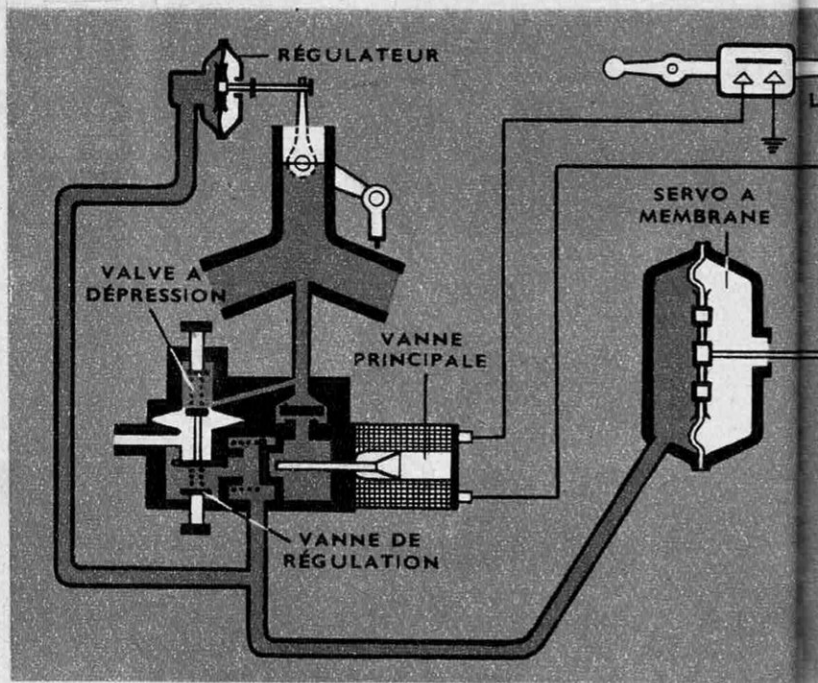 RÉGULATEUR
L
SERVO A
MEMBRANE
VALVE A
DÉPRESSION
VANNE
PRINCIPALE
VANNE DE
RÉGULATION